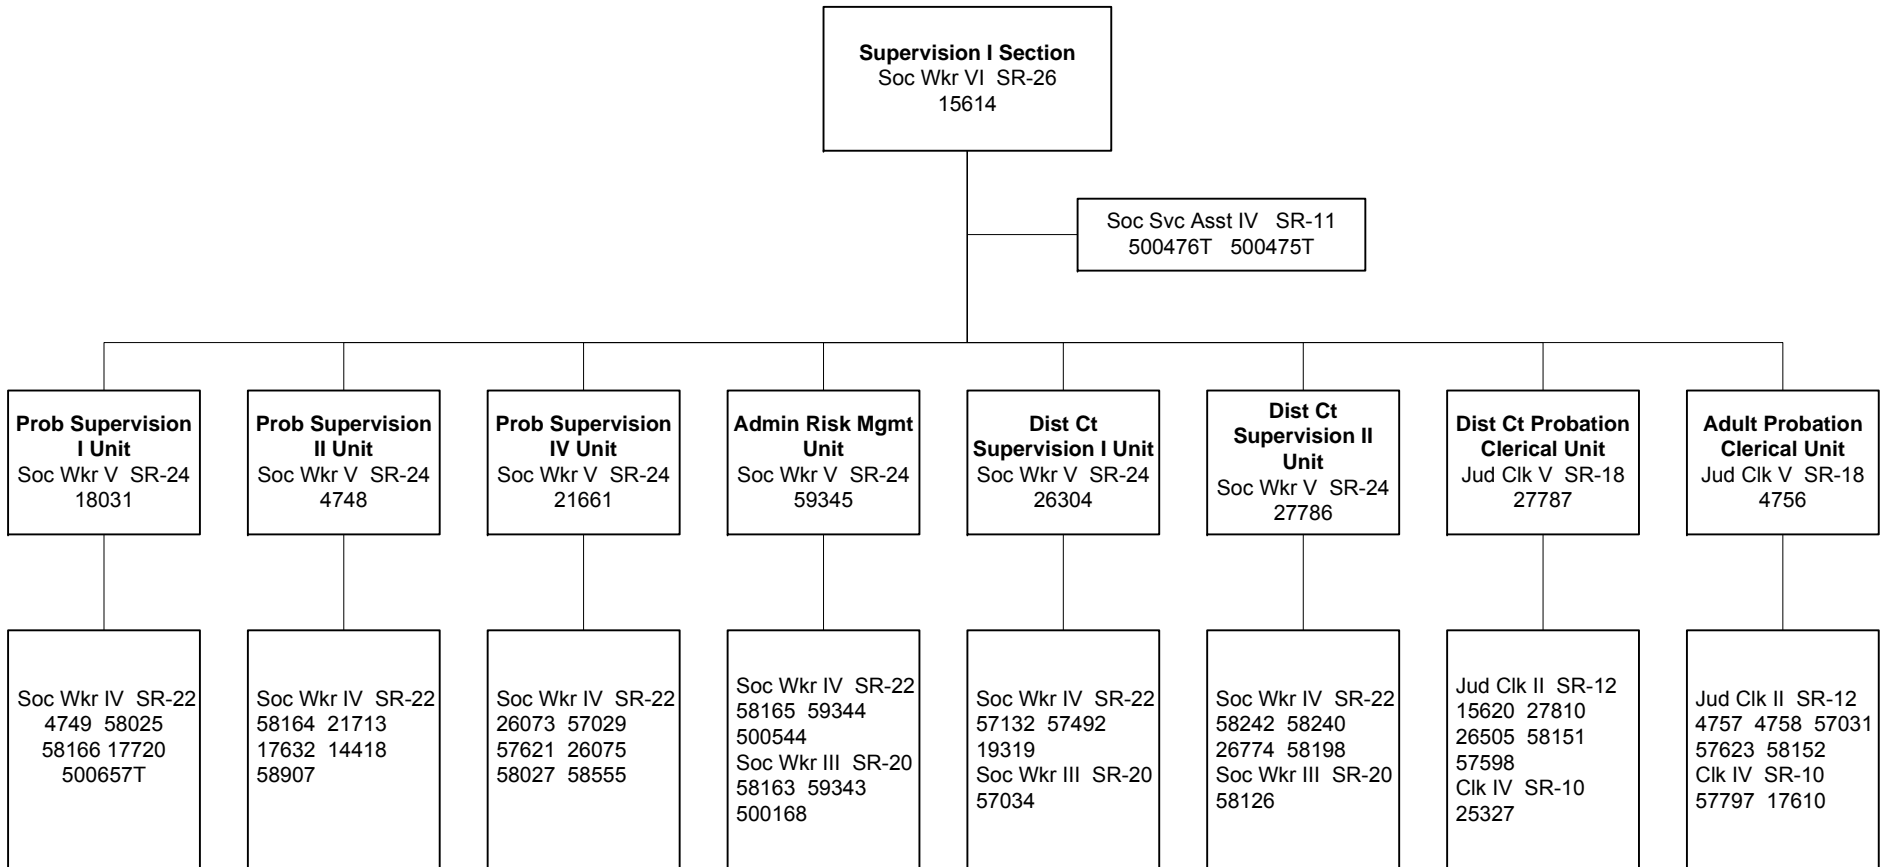 Supervision I Section
Soc Wkr VI SR-26
15614
Soc Svc Asst IV SR-11
500476T 500475T
Prob Supervision
I Unit
Soc Wkr V SR-24
18031
Prob Supervision
II Unit
Soc Wkr V SR-24
4748
Prob Supervision
IV Unit
Soc Wkr V SR-24
21661
Admin Risk Mgmt
Unit
Soc Wkr V SR-24
59345
Dist Ct
Supervision I Unit
Soc Wkr V SR-24
26304
Dist Ct
Supervision II
Unit
Soc Wkr V SR-24
27786
Dist Ct Probation
Clerical Unit
Jud Clk V SR-18
27787
Adult Probation
Clerical Unit
Jud Clk V SR-18
4756
Soc Wkr IV SR-22
4749 58025
58166 17720
500657T
Soc Wkr IV SR-22
58164 21713
17632 14418
58907
Soc Wkr IV SR-22
26073 57029
57621 26075
58027 58555
Soc Wkr IV SR-22
58165 59344
500544
Soc Wkr III SR-20
58163 59343
500168
Soc Wkr IV SR-22
57132 57492
19319
Soc Wkr III SR-20
57034
Soc Wkr IV SR-22
58242 58240
26774 58198
Soc Wkr III SR-20
58126
Jud Clk II SR-12
15620 27810
26505 58151
57598
Clk IV SR-10
25327
Jud Clk II SR-12
4757 4758 57031
57623 58152
Clk IV SR-10
57797 17610